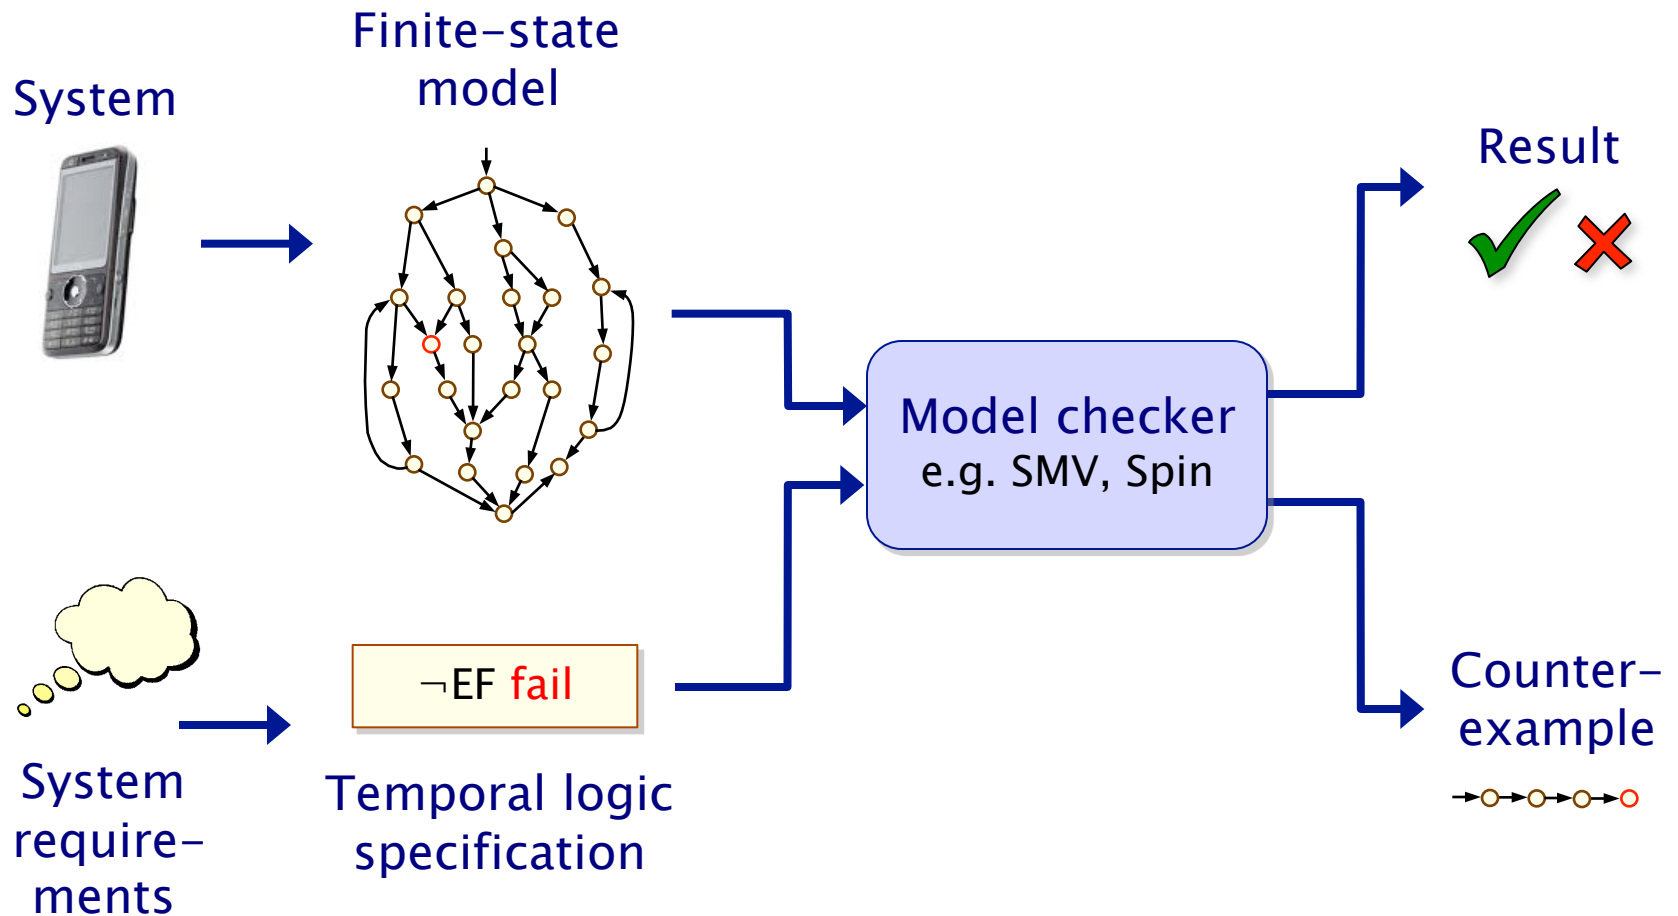 Finite-state
model
System
Result
Model checker
e.g. SMV, Spin
¬EF fail
Counter-
example
System
require-
ments
Temporal logic
specification